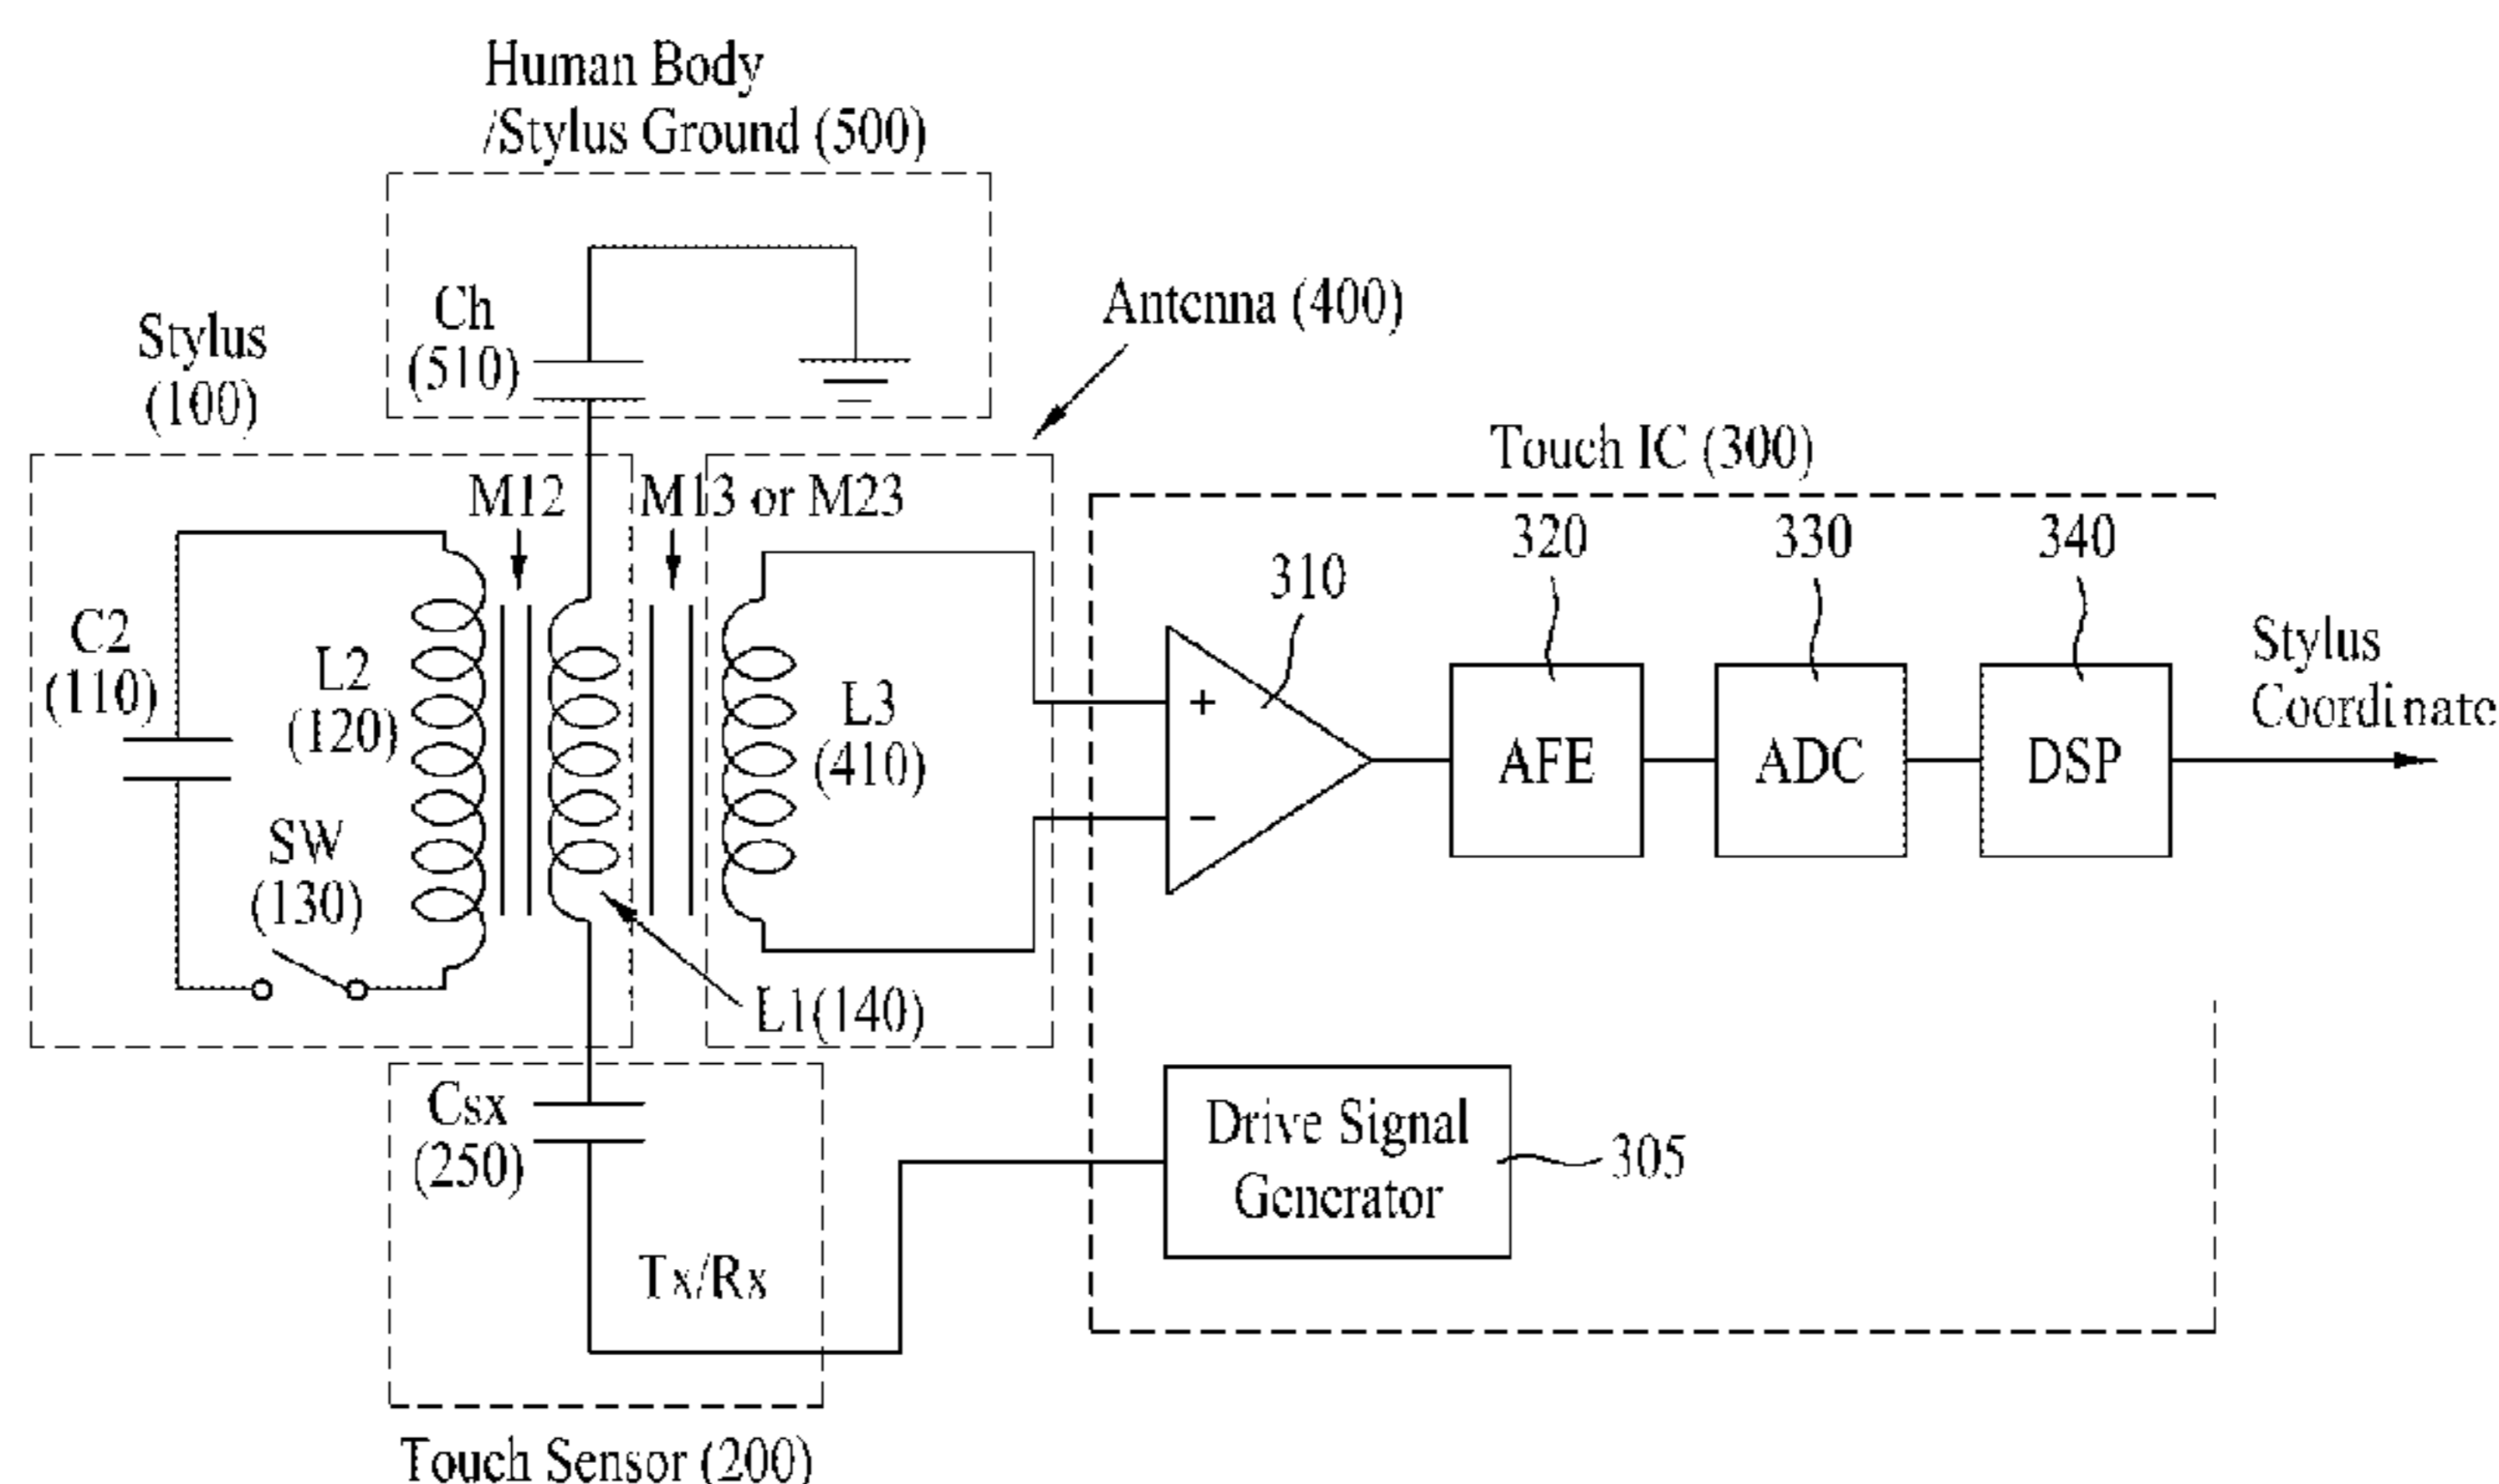 Human Body
/Stylus Ground (500)
Ch
(510)
Antenna (400)
Stylus
(100)
Touch IC (300)
M12
M13 or M23
310
320
330
340
C2
(110)
L2
(120)
L3
(410)
+
−
AFE
ADC
DSP
Stylus
Coordinate
SW
(130)
L1(140)
Csx
(250)
Tx/Rx
Drive Signal
Generator
305
Touch Sensor (200)